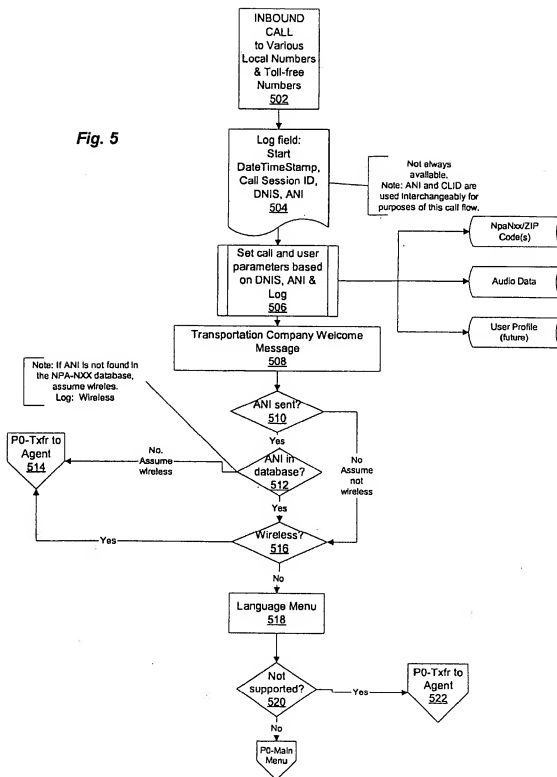 INBOUND
CALL
to Various
Local Numbers
& Toll-free
Numbers
502
Fig. 5
Log field:
Start
DateTimeStamp,
Call Session ID,
DNIS, ANI
504
Not always
available.
Note: ANI and CLID are
used interchangeably for
purposes of this call flow.
Set call and user
parameters based
on DNIS, ANI &
Log
506
NpaNxx/ZIP
Code(s)
Audio Data
User Profile
(future)
Transportation Company Welcome
Message
508
Note: If ANI is not found in
the NPA-NXX database,
assume wireles.
Log: Wireless
ANI sent?
510
Yes
No
Assume
not
wireless
P0-Txfr to
Agent
514
No.
Assume
wireless
ANI in
database?
512
Yes
Wireless?
516
Yes
No
Language Menu
518
Not
supported?
520
Yes
P0-Txfr to
Agent
522
No
P0-Main
Menu